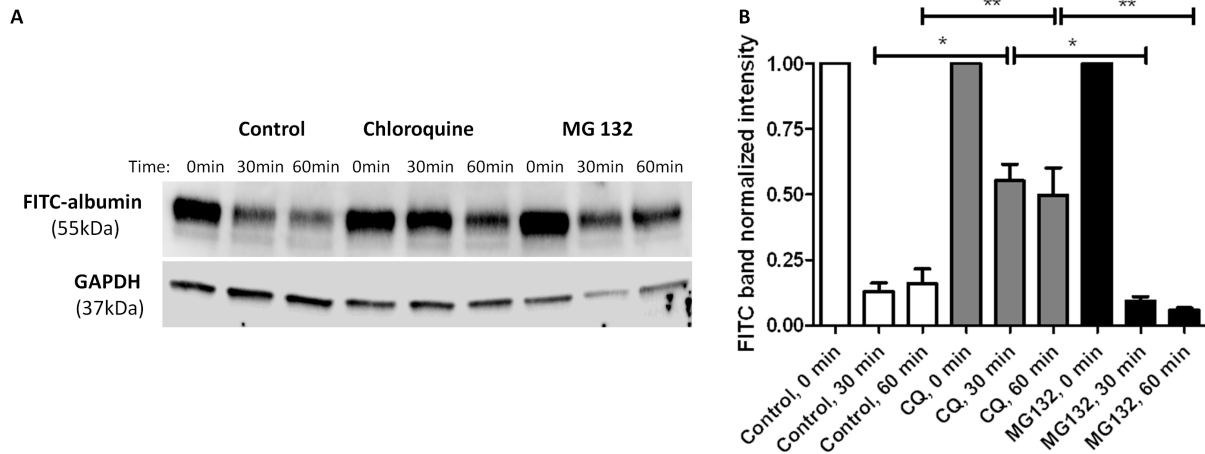 A
Control Chloroquine MG 132
Time: 0min 30min 60min 0min 30min 60min 0min 30min 60min
FITC-albumin
(55kDa)
GAPDH
(37kDa)
B
** **
* *
FITC band normalized intensity
1.00
0.75
0.50
0.25
0.00
Control, 0 min
Control, 30 min
Control, 60 min
CQ, 0 min
CQ, 30 min
CQ, 60 min
MG132, 0 min
MG132, 30 min
MG132, 60 min